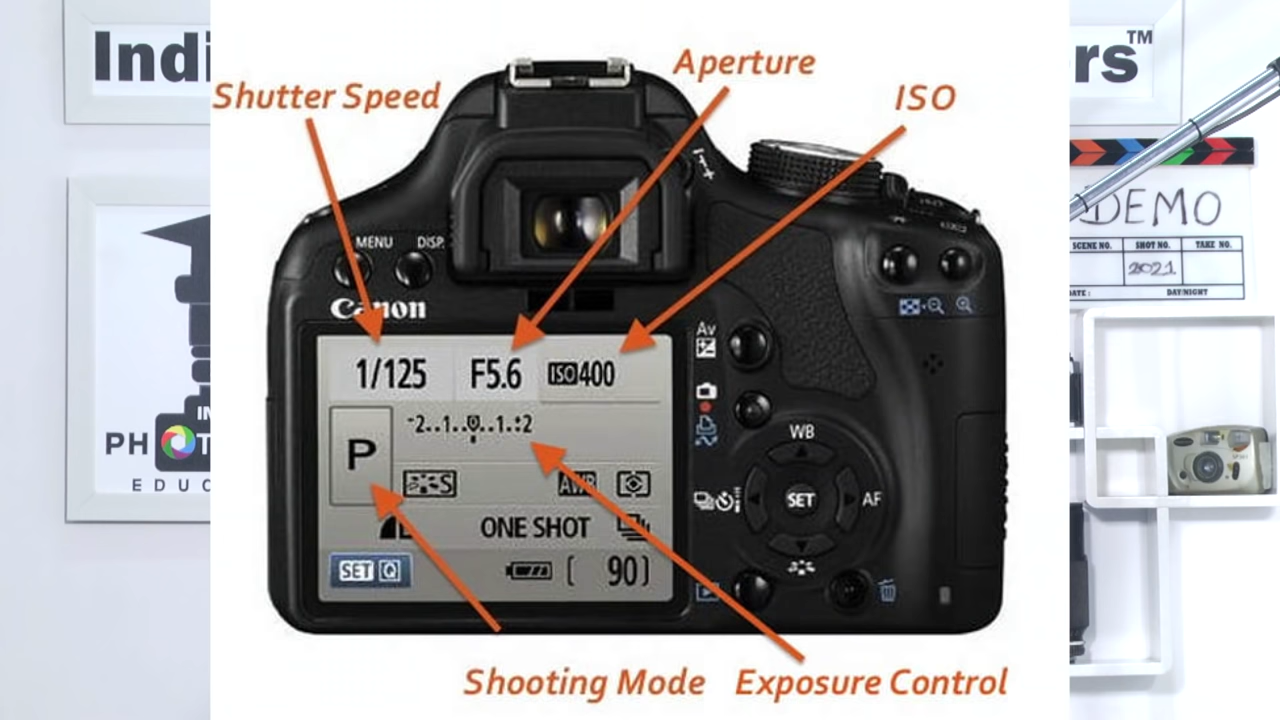 Indi
ers™
Aperture
Shutter Speed
ISO
MENU DISP.
Canon
1/125 F5.6 ISO400
-2..1..0..1..+2
P
S
AWB
ONE SHOT
SET Q
[ 90]
Av
WB
SET
AF
Shooting Mode Exposure Control
IN
PH T
EDUC
DEMO
SCENE NO. SHOT NO. TAKE NO.
2021
DATE: DAY/NIGHT